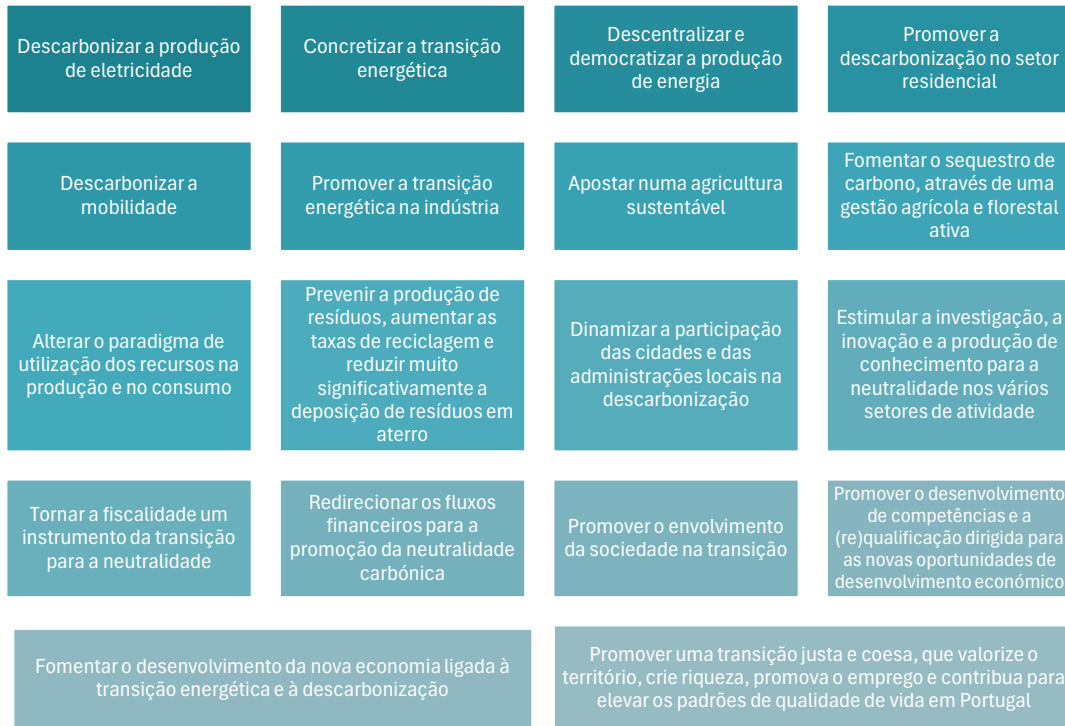 Descarbonizar a produção
de eletricidade
Concretizar a transição
energética
Descentralizar e
democratizar a produção
de energia
Promover a
descarbonização no setor
residencial
Descarbonizar a
mobilidade
Promover a transição
energética na indústria
Apostar numa agricultura
sustentável
Fomentar o sequestro de
carbono, através de uma
gestão agrícola e florestal
ativa
Alterar o paradigma de
utilização dos recursos na
produção e no consumo
Prevenir a produção de
resíduos, aumentar as
taxas de reciclagem e
reduzir muito
significativamente a
deposição de resíduos em
aterro
Dinamizar a participação
das cidades e das
administrações locais na
descarbonização
Estimular a investigação, a
inovação e a produção de
conhecimento para a
neutralidade nos vários
setores de atividade
Tornar a fiscalidade um
instrumento da transição
para a neutralidade
Redirecionar os fluxos
financeiros para a
promoção da neutralidade
carbónica
Promover o envolvimento
da sociedade na transição
Promover o desenvolvimento
de competências e a
(re)qualificação dirigida para
as novas oportunidades de
desenvolvimento económico
Fomentar o desenvolvimento da nova economia ligada à
transição energética e à descarbonização
Promover uma transição justa e coesa, que valorize o
território, crie riqueza, promova o emprego e contribua para
elevar os padrões de qualidade de vida em Portugal